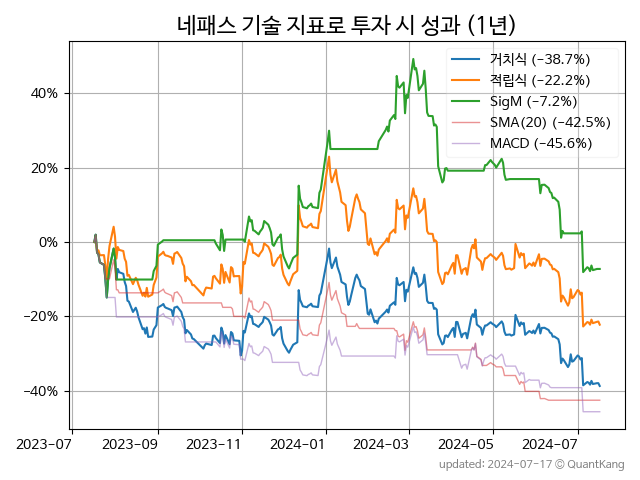 네패스 기술 지표로 투자 시 성과 (1년)
거치식 (−38.7%)
적립식 (−22.2%)
SigM (−7.2%)
SMA(20) (−42.5%)
MACD (−45.6%)
40%
20%
0%
−20%
−40%
2023-07 2023-09 2023-11 2024-01 2024-03 2024-05 2024-07
updated: 2024-07-17 © QuantKang